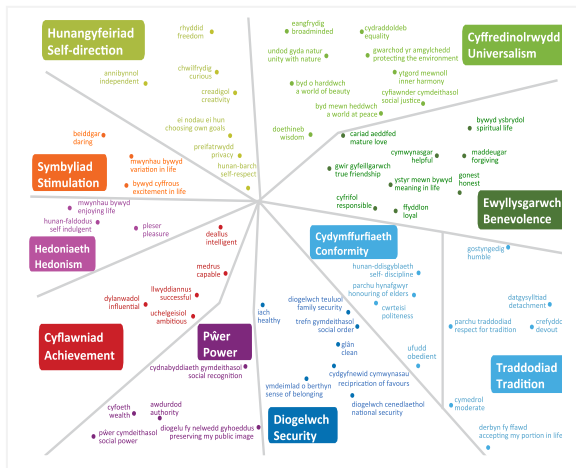 Hunangyfeiriad
Self-direction
rhyddid
freedom
annibynnol
independent
chwilfrydig
curious
creadigol
creativity
ei nodau ei hun
choosing own goals
preifatrwydd
privacy
hunan-barch
self-respect
eangfrydig
broadminded
cydraddoldeb
equality
undod gyda natur
unity with nature
gwarchod yr amgylchedd
protecting the environment
byd o harddwch
a world of beauty
ytgord mewnoll
inner harmony
cyfiawnder cymdeithasol
social justice
byd mewn heddwch
a world at peace
doethineb
wisdom
Cyffredinolrwydd
Universalism
beiddgar
daring
Symbyliad
Stimulation
mwynhau bywyd
variation in life
bywyd cyffrous
excitement in life
cariad aeddfed
mature love
bywyd ysbrydol
spiritual life
cymwynasgar
helpful
maddeugar
forgiving
gwir gyfeillgarwch
true friendship
ystyr mewn bywyd
meaning in life
gonest
honest
cyfrifol
responsible
ffyddlon
loyal
Ewyllysgarwch
Benevolence
mwynhau bywyd
enjoying life
hunan-faldodus
self indulgent
pleser
pleasure
Hedoniaeth
Hedonism
deallus
intelligent
medrus
capable
llwyddiannus
successful
dylanwadol
influential
uchelgeisiol
ambitious
Cyflawniad
Achievement
Cydymffurfiaeth
Conformity
hunan-ddisgyblaeth
self- discipline
parchu hynafgwyr
honouring of elders
cwrteisi
politeness
ufudd
obedient
gostyngedig
humble
datgysylltiad
detachment
parchu traddodiad
respect for tradition
crefyddo
devout
Traddodiad
Tradition
cymedrol
moderate
derbyn fy ffawd
accepting my portion in life
Pŵer
Power
cydnabyddiaeth gymdeithasol
social recognition
cyfoeth
wealth
awdurdod
authority
pŵer cymdeithasol
social power
diogelu fy nelwedd gyhoeddus
preserving my public image
iach
healthy
diogelwch teuluol
family security
trefn gymdeithasol
social order
glân
clean
cydgyfnewid cymwynasau
reciprication of favours
ymdeimlad o berthyn
sense of belonging
diogelwch cenedlaethol
national security
Diogelwch
Security